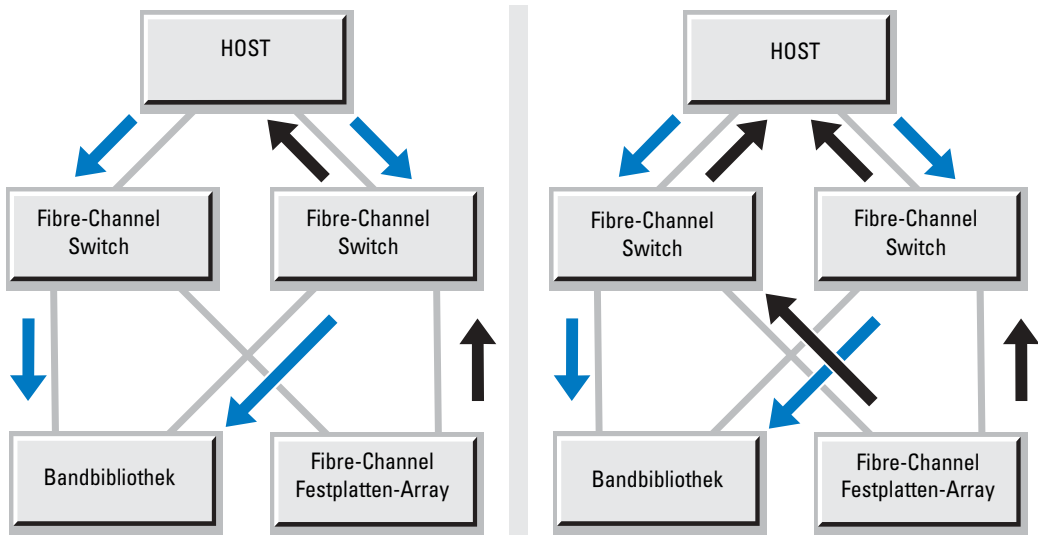 HOST
Fibre-Channel
Switch
Fibre-Channel
Switch
Bandbibliothek
Fibre-Channel
Festplatten-Array
HOST
Fibre-Channel
Switch
Fibre-Channel
Switch
Bandbibliothek
Fibre-Channel
Festplatten-Array